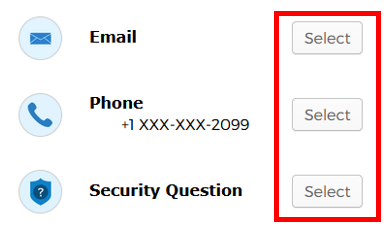 Email Select
Phone
+1 XXX-XXX-2099 Select
Security Question Select
?